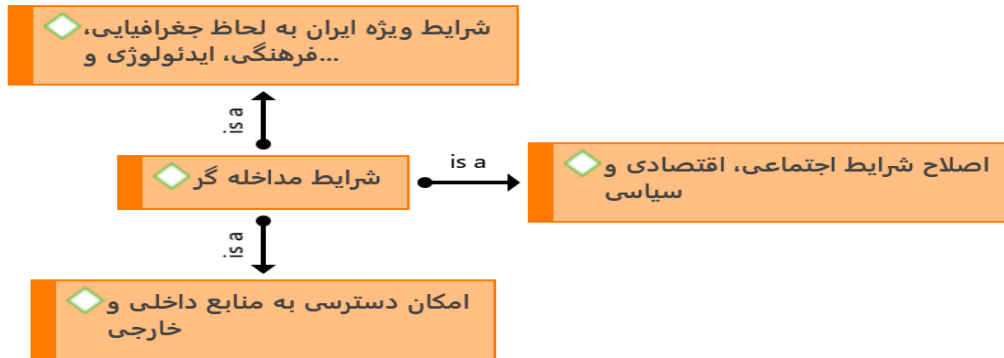 شرایط ویژه ایران به لحاظ جغرافیایی،
فرهنگی، ایدئولوژی و...
is a
شرایط مداخله گر
is a
اصلاح شرایط اجتماعی، اقتصادی و
سیاسی
is a
امکان دسترسی به منابع داخلی و
خارجی